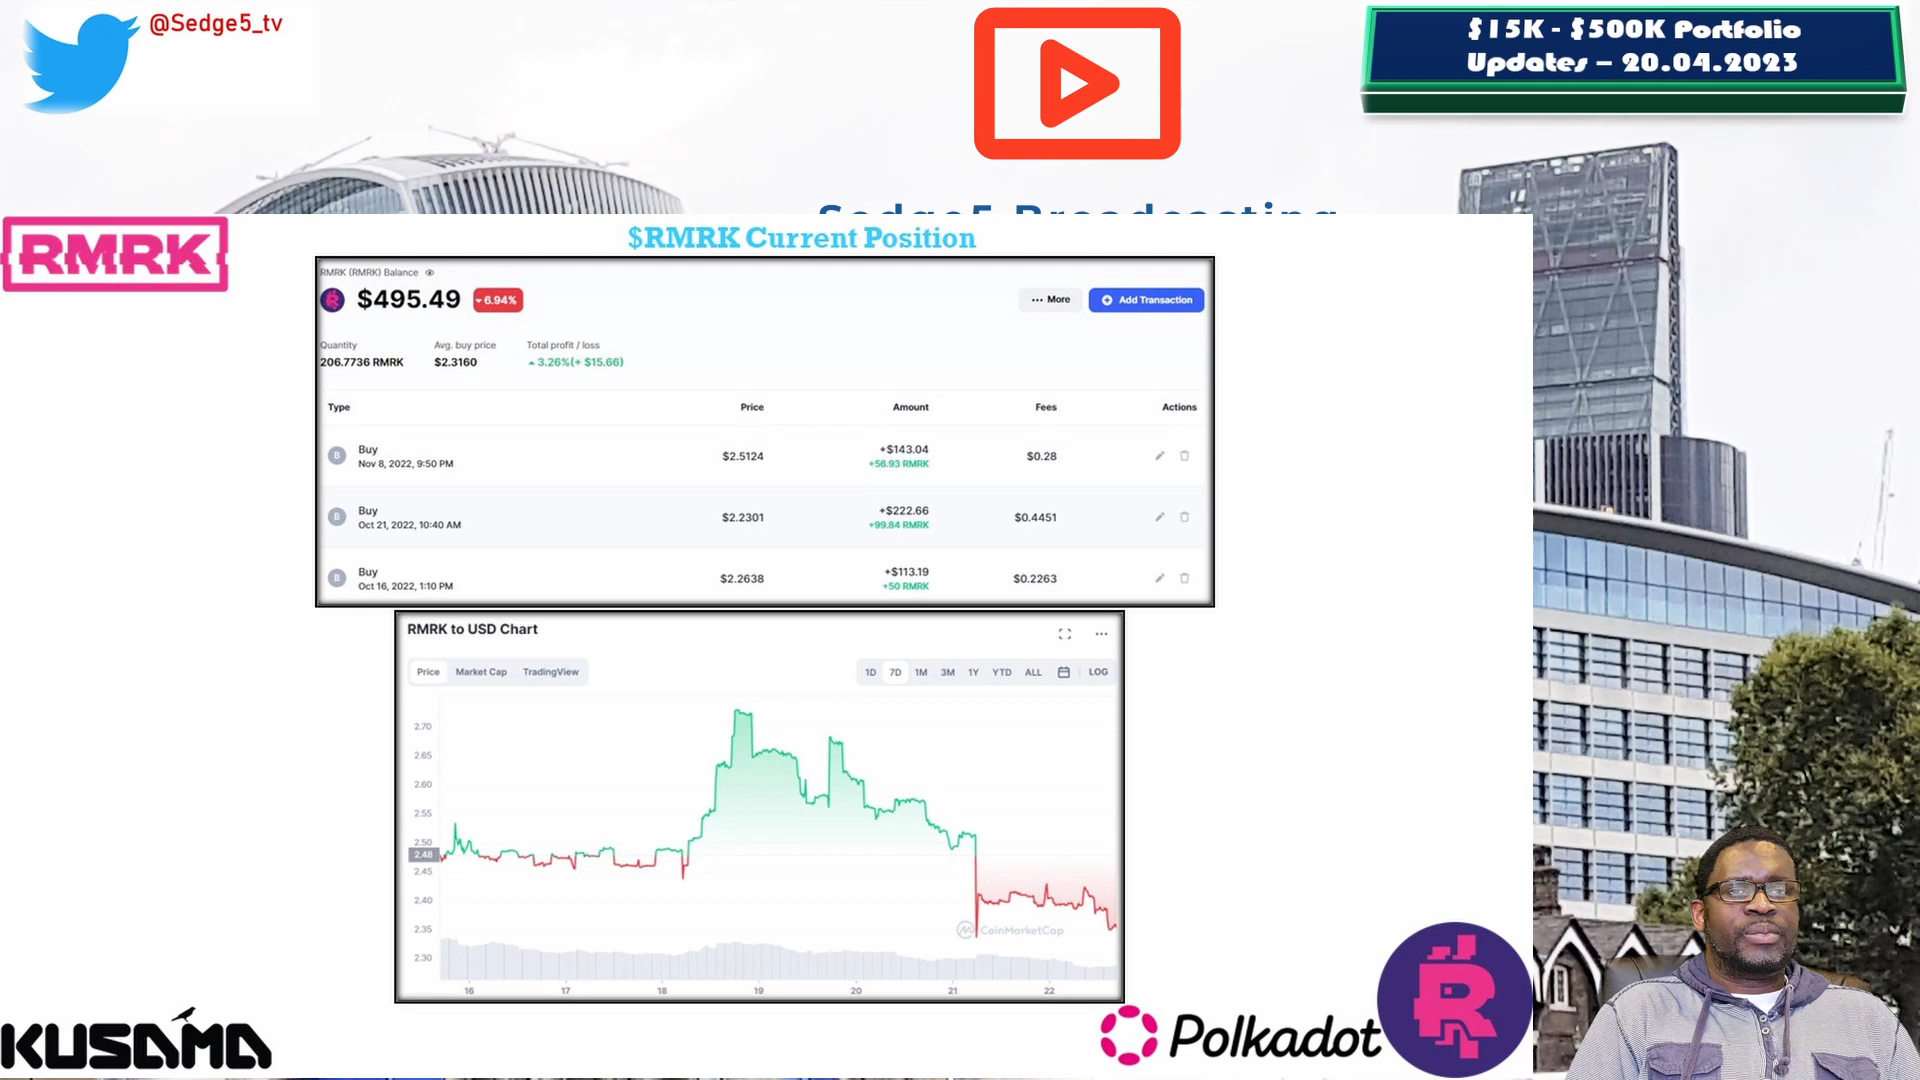 @Sedge5_tv
$15K - $500K Portfolio
Updates – 20.04.2023
Sedge5 Broadcasting
RMRK
$RMRK Current Position
RMRK (RMRK) Balance
$495.49 6.94%
More Add Transaction
Quantity Avg. buy price Total profit / loss
206.7736 RMRK $2.3160 3.26%(+ $15.66)
Type Price Amount Fees Actions
B Buy $2.5124 +$143.04 $0.28
Nov 8, 2022, 9:50 PM +56.93 RMRK
B Buy $2.2301 +$222.66 $0.4451
Oct 21, 2022, 10:40 AM +99.84 RMRK
B Buy $2.2638 +$113.19 $0.2263
Oct 16, 2022, 1:10 PM +50 RMRK
RMRK to USD Chart
Price Market Cap TradingView 1D 7D 1M 3M 1Y YTD ALL LOG
2.70
2.65
2.60
2.55
2.50
2.48
2.45
2.40
2.35
2.30
CoinMarketCap
16 17 18 19 20 21 22
KUSAMA
Polkadot
R